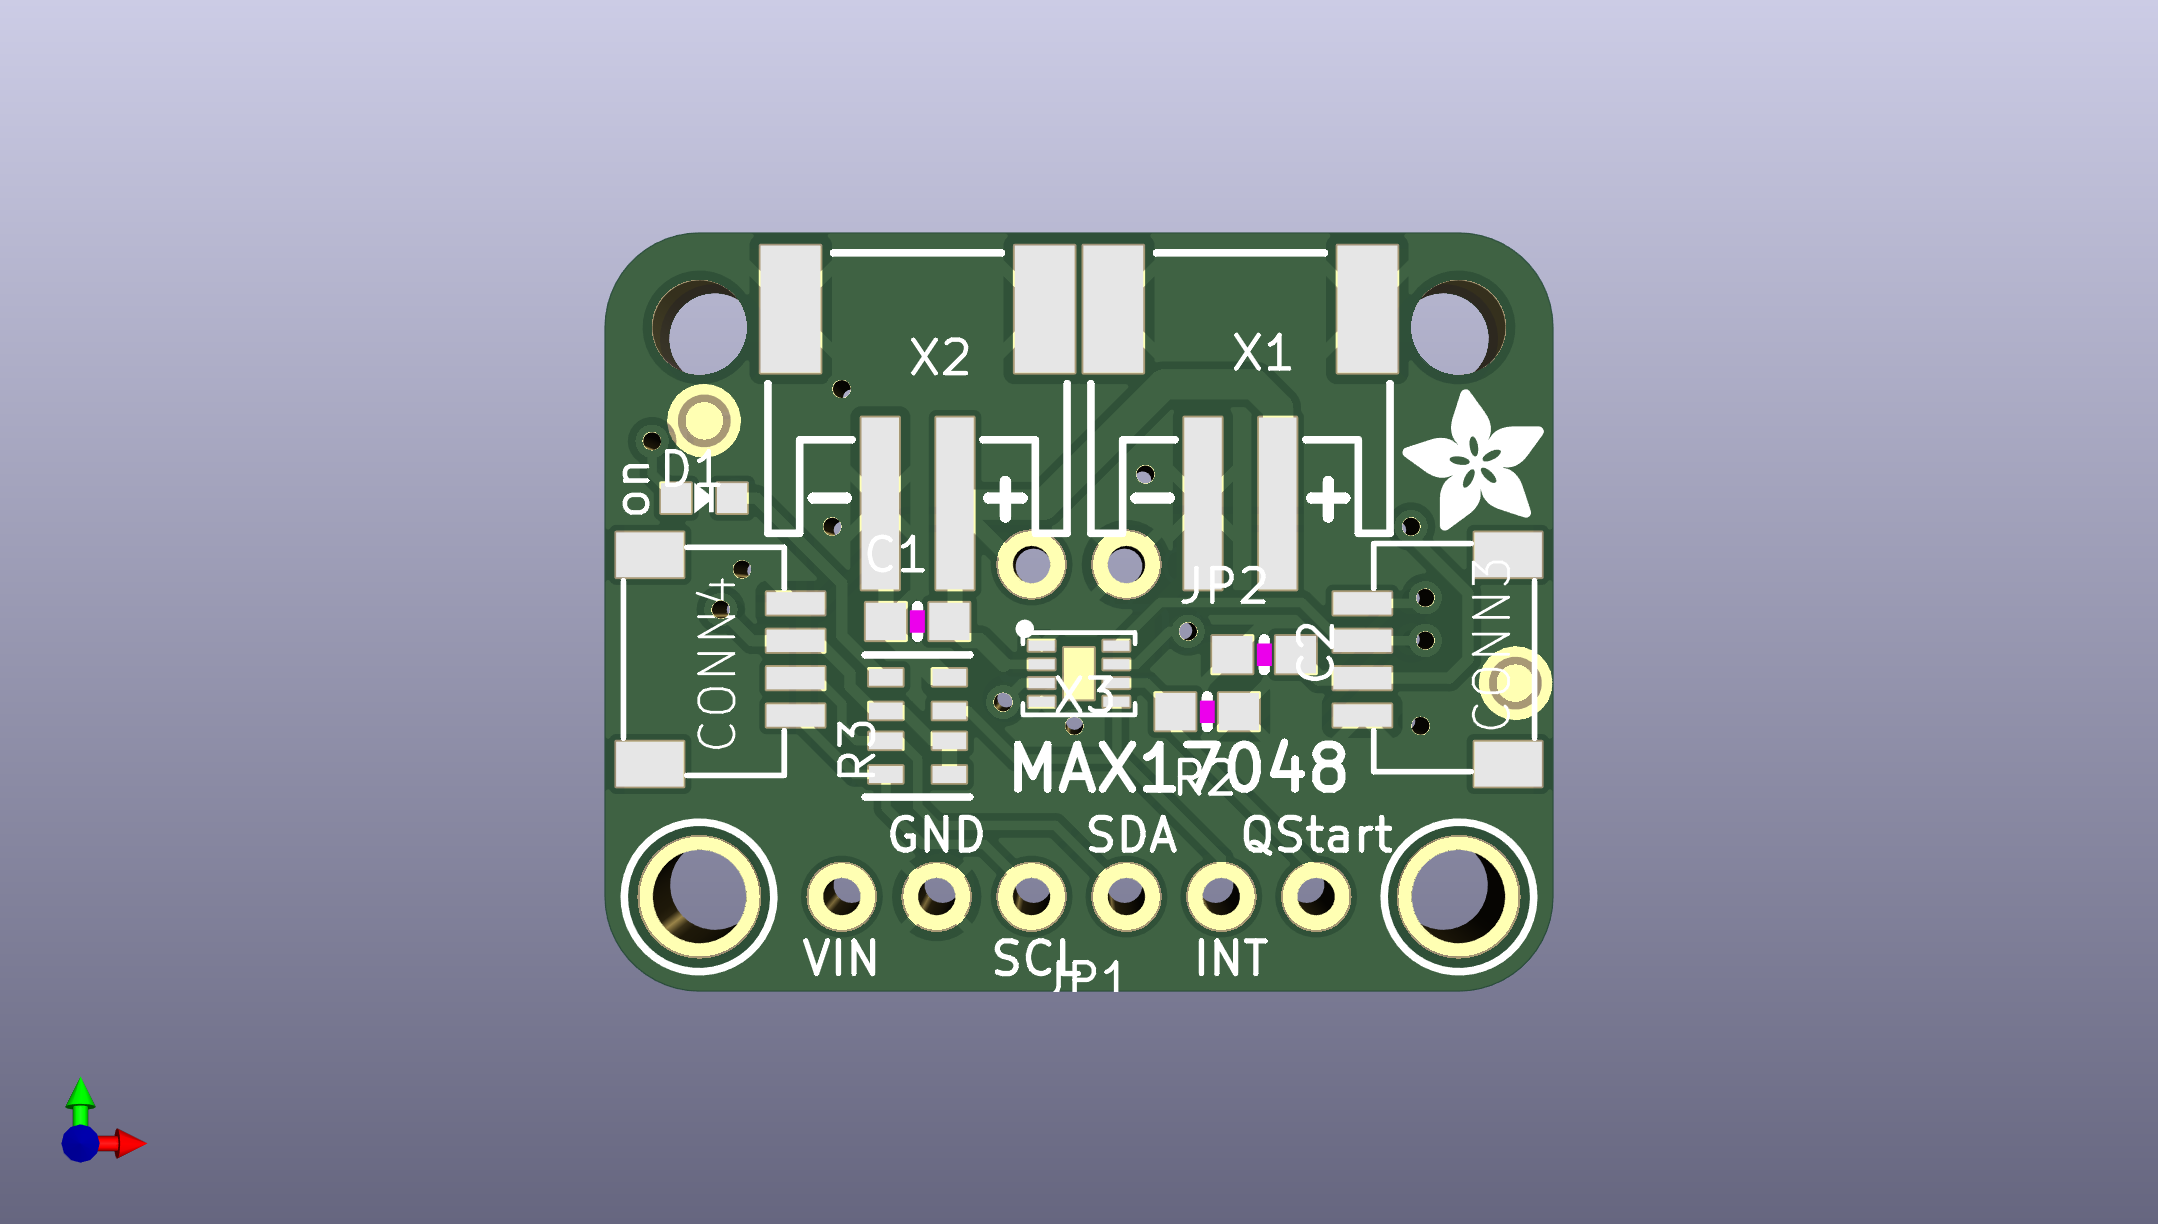 X2
X1
on
D1
− + − +
C1
JP2
CONN4
C2
CONN3
X3
R3
MAX17048
R2
GND SDA QStart
VIN SCL INT
JP1